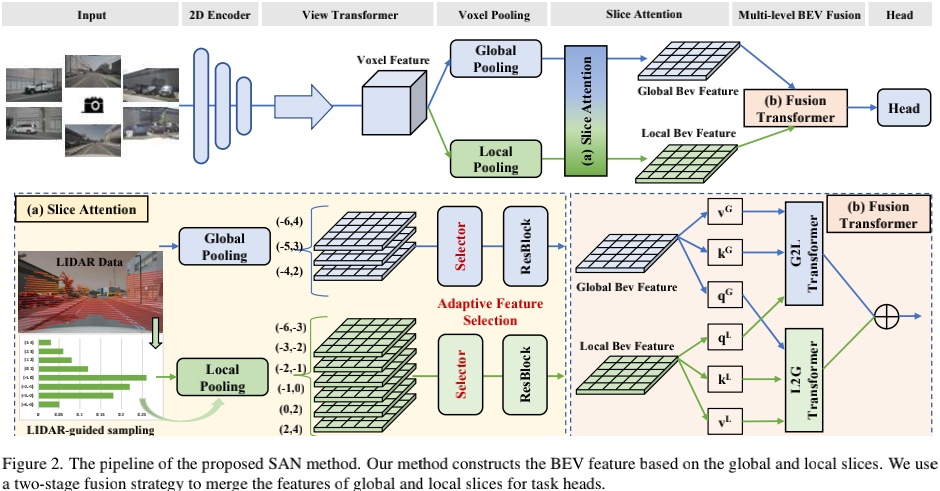 Input 2D Encoder View Transformer Voxel Pooling Slice Attention Multi-level BEV Fusion Head
Voxel Feature
Global
Pooling
Local
Pooling
(a) Slice Attention
Global Bev Feature
Local Bev Feature
(b) Fusion
Transformer
Head
(a) Slice Attention
LIDAR Data
LIDAR-guided sampling
Global
Pooling
Local
Pooling
(-6,4)
(-5,3)
(-4,2)
(-6,-3)
(-3,-2)
(-2,-1)
(-1,0)
(0,2)
(2,4)
Selector
ResBlock
Adaptive Feature
Selection
Selector
ResBlock
(b) Fusion
Transformer
Global Bev Feature
Local Bev Feature
v^G
k^G
q^G
q^L
k^L
v^L
G2L
Transformer
L2G
Transformer
Figure 2. The pipeline of the proposed SAN method. Our method constructs the BEV feature based on the global and local slices. We use
a two-stage fusion strategy to merge the features of global and local slices for task heads.